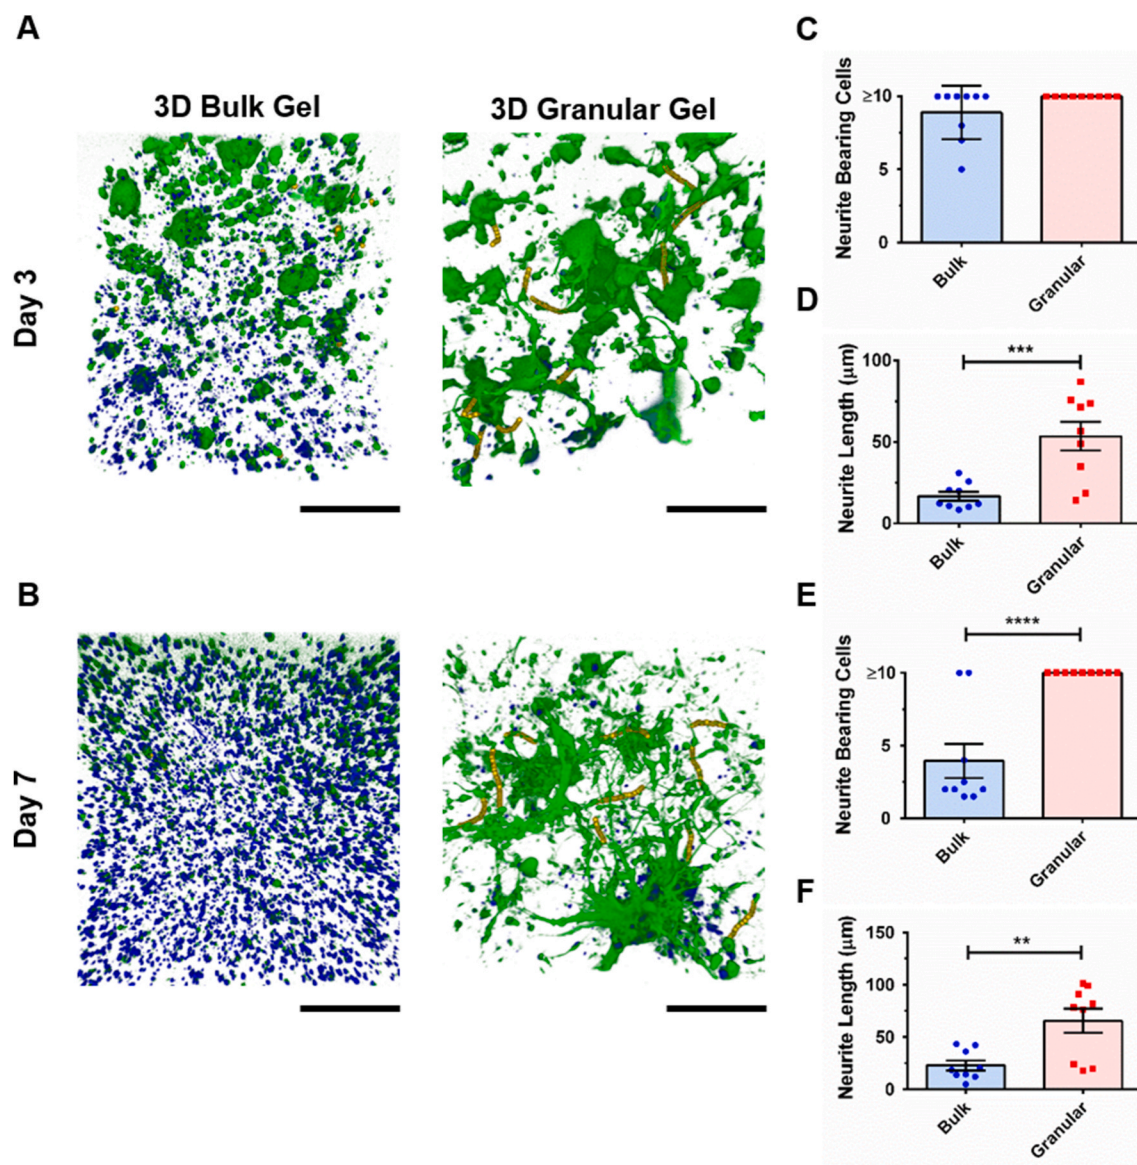 A
3D Bulk Gel
3D Granular Gel
Day 3
B
Day 7
C
Neurite Bearing Cells
≥10
5
0
Bulk
Granular
D
Neurite Length (μm)
100
50
0
***
Bulk
Granular
E
Neurite Bearing Cells
≥10
5
0
****
Bulk
Granular
F
Neurite Length (μm)
150
100
50
0
**
Bulk
Granular